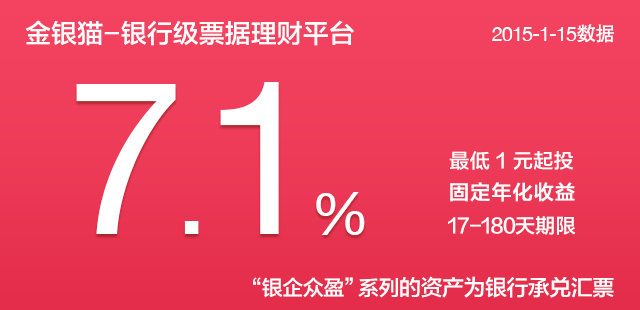 金银猫-银行级票据理财平台
2015-1-15数据
7.1%
最低 1 元起投
固定年化收益
17-180天期限
“银企众盈”系列的资产为银行承兑汇票